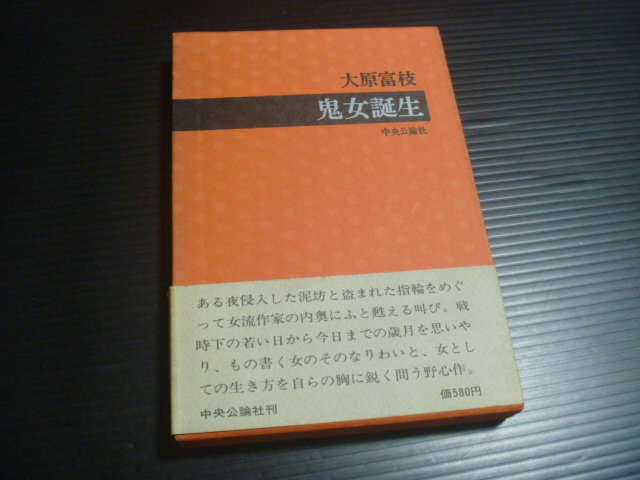 大原富枝
鬼女誕生
中央公論社
ある夜侵入した泥坊と盗まれた指輪をめぐ
って女流作家の内奥にふと甦える叫び。戦
時下の若い日から今日までの歳月を思いや
り、もの書く女のそのなりわいと、女とし
ての生き方を自らの胸に鋭く問う野心作。
中央公論社刊
価580円